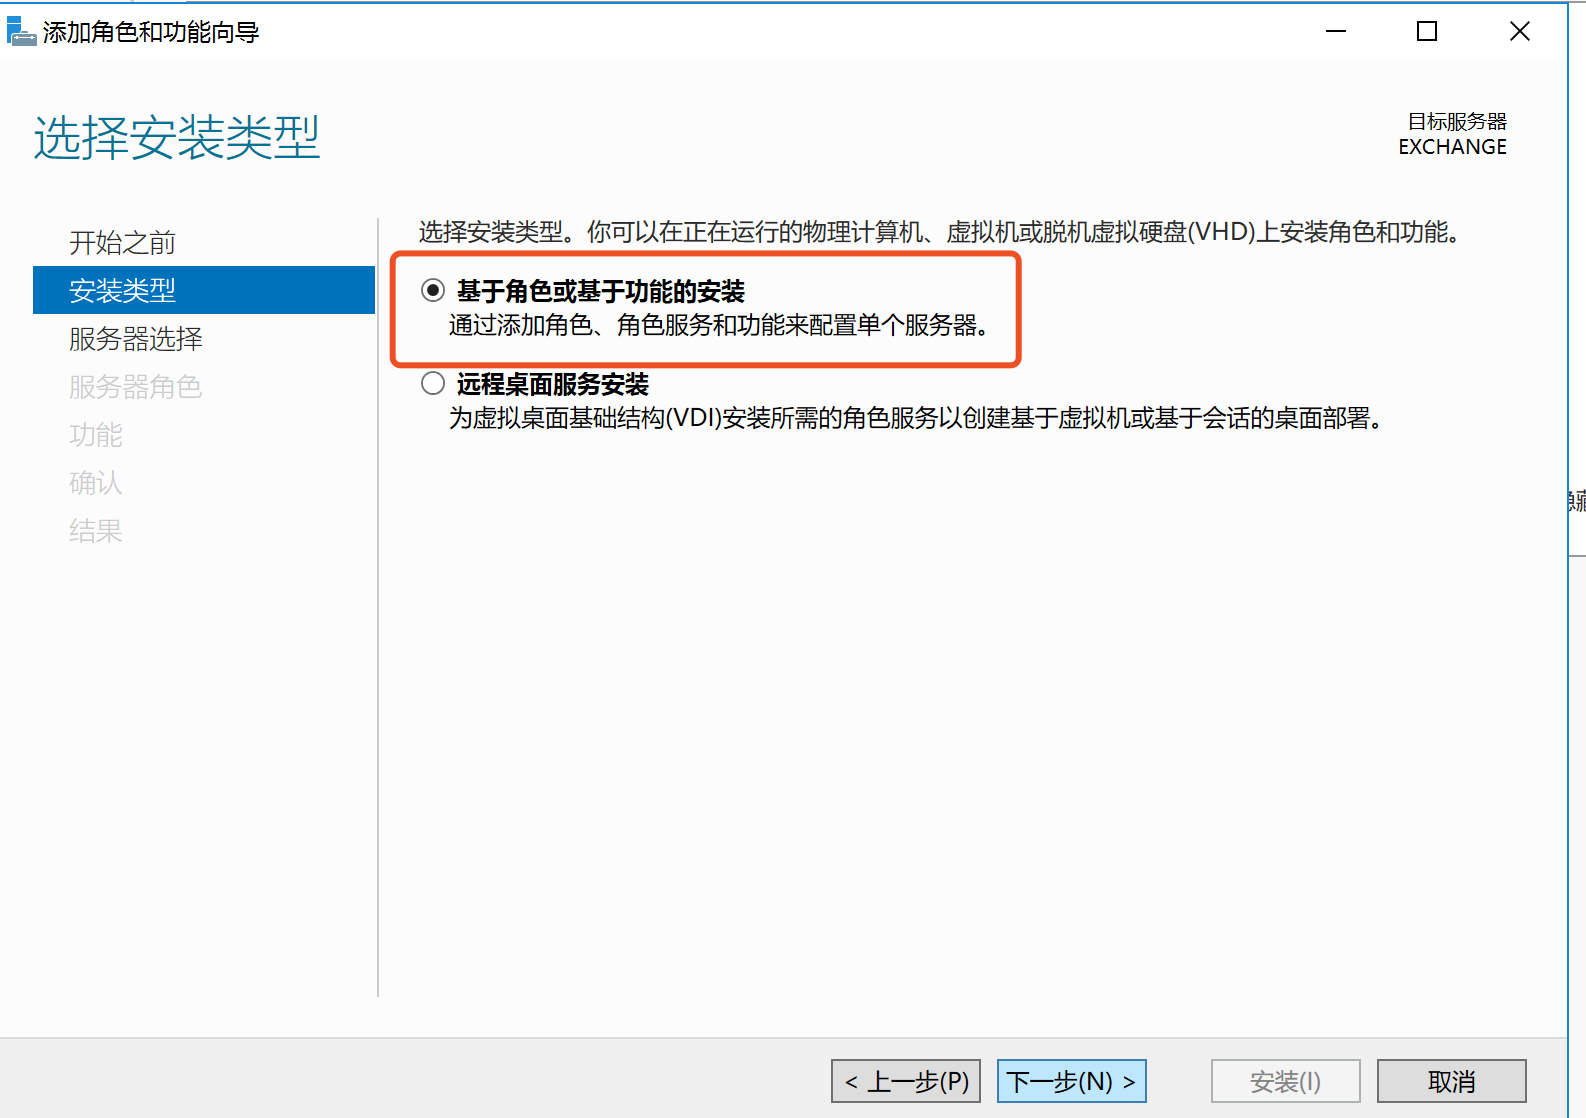 添加角色和功能向导
选择安装类型
目标服务器
EXCHANGE
开始之前
安装类型
服务器选择
服务器角色
功能
确认
结果
选择安装类型。你可以在正在运行的物理计算机、虚拟机或脱机虚拟硬盘(VHD)上安装角色和功能。
基于角色或基于功能的安装
通过添加角色、角色服务和功能来配置单个服务器。
远程桌面服务安装
为虚拟桌面基础结构(VDI)安装所需的角色服务以创建基于虚拟机或基于会话的桌面部署。
< 上一步(P)
下一步(N) >
安装(I)
取消